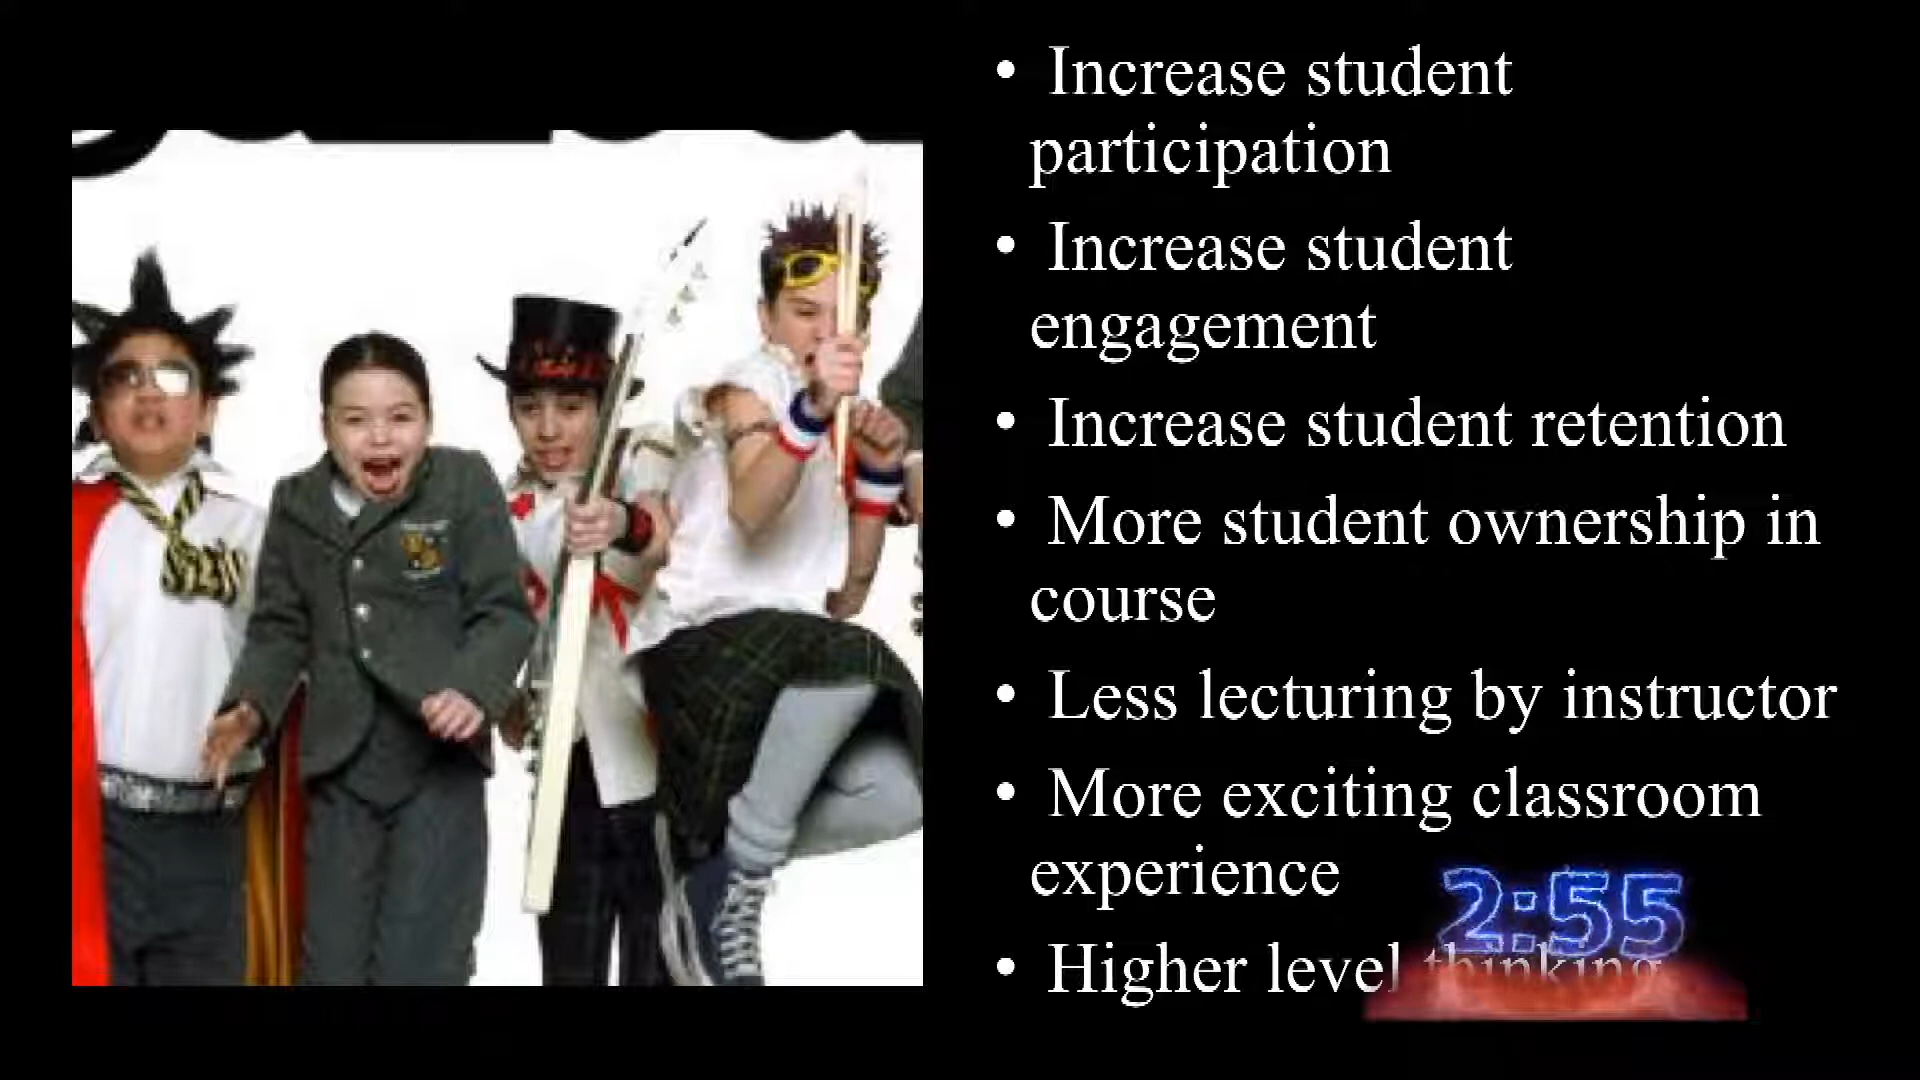 • Increase student
participation
• Increase student
engagement
• Increase student retention
• More student ownership in
course
• Less lecturing by instructor
• More exciting classroom
experience
• Higher level thinking
2:55